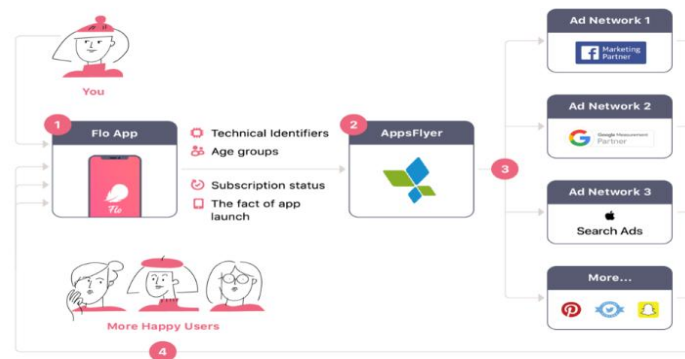 You
1
Flo App
Flo
Technical Identifiers
Age groups
Subscription status
The fact of app
launch
2
AppsFlyer
3
Ad Network 1
f Marketing
Partner
Ad Network 2
G Google Measurement
Partner
Ad Network 3
Search Ads
More...
More Happy Users
4